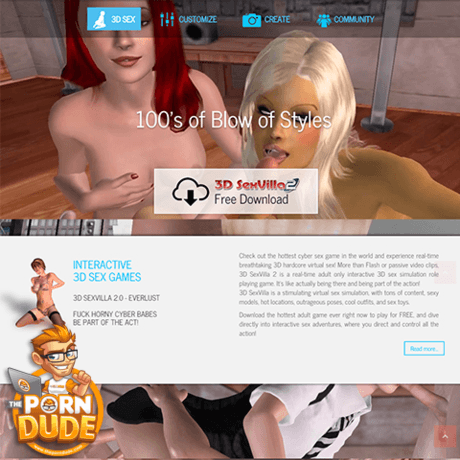 3D SEX CUSTOMIZE CREATE COMMUNITY
100's of Blow of Styles
3D SexVilla 2
Free Download
INTERACTIVE
3D SEX GAMES
3D SEXVILLA 2.0 - EVERLUST
FUCK HORNY CYBER BABES
BE PART OF THE ACT!
Check out the hottest cyber sex game in the world and experience real-time
breathtaking 3D hardcore virtual sex! More than Flash or passive video clips,
3D SexVilla 2 is a real-time adult only interactive 3D sex simulation role
playing game. It's like actually being there and being part of the action!
3D SexVilla is a stimulating virtual sex simulation, with tons of content, sexy
models, hot locations, outrageous poses, cool outfits, and sex toys.
Download the hottest adult game ever right now to play for FREE, and dive
directly into interactive sex adventures, where you direct and control all the
action!
Read more..
THE PORN
DUDE